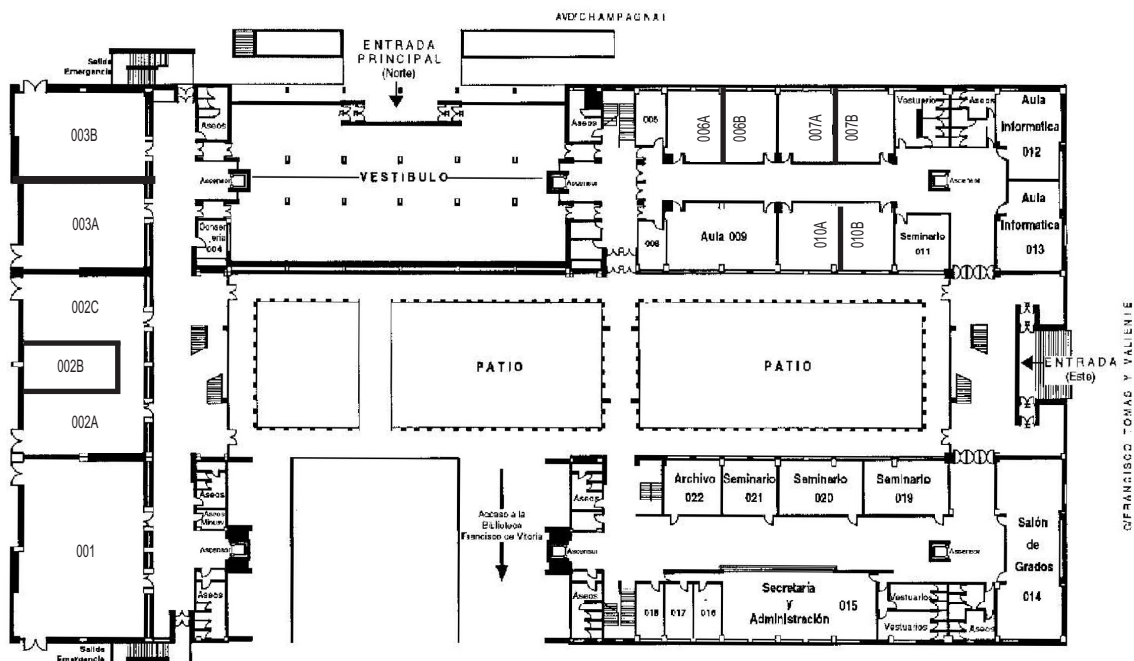 AVD/CHAMPAGNAT
Salida
Emergencia
ENTRADA
PRINCIPAL
(Norte)
003B
Aseos
Aseos
005
006A
006B
007A
007B
Vestuarios
Aseos
Aula
Informatica
012
Ascensor
VESTIBULO
Ascensor
Ascensor
003A
Conser
jeria
004
008
Aula 009
010A
010B
Seminario
011
Aula
Informatica
013
002C
002B
002A
PATIO
PATIO
ENTRADA
(Este)
C/FRANCISCO TOMAS Y VALIENTE
001
Aseos
Aseos
Minusv
Ascensor
Aseos
Acceso a la
Biblioteca
Francisco de Vitoria
Aseos
Ascensor
Aseos
Archivo
022
Seminario
021
Seminario
020
Seminario
019
Ascensor
Salón
de
Grados
014
018
017
016
Secretaría
y
Administración
015
Vestuarios
Vestuarios
Aseos
Salida
Emergencia